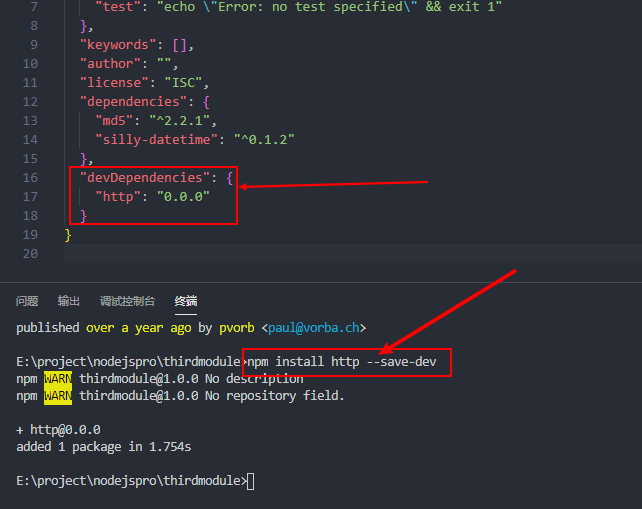 7 "test": "echo \"Error: no test specified\" && exit 1"
8 },
9 "keywords": [],
10 "author": "",
11 "license": "ISC",
12 "dependencies": {
13 "md5": "^2.2.1",
14 "silly-datetime": "^0.1.2"
15 },
16 "devDependencies": {
17 "http": "0.0.0"
18 }
19 }
20
问题 输出 调试控制台 终端
published over a year ago by pvorb <paul@vorba.ch>
E:\project\nodejspro\thirdmodule>npm install http --save-dev
npm WARN thirdmodule@1.0.0 No description
npm WARN thirdmodule@1.0.0 No repository field.
+ http@0.0.0
added 1 package in 1.754s
E:\project\nodejspro\thirdmodule>